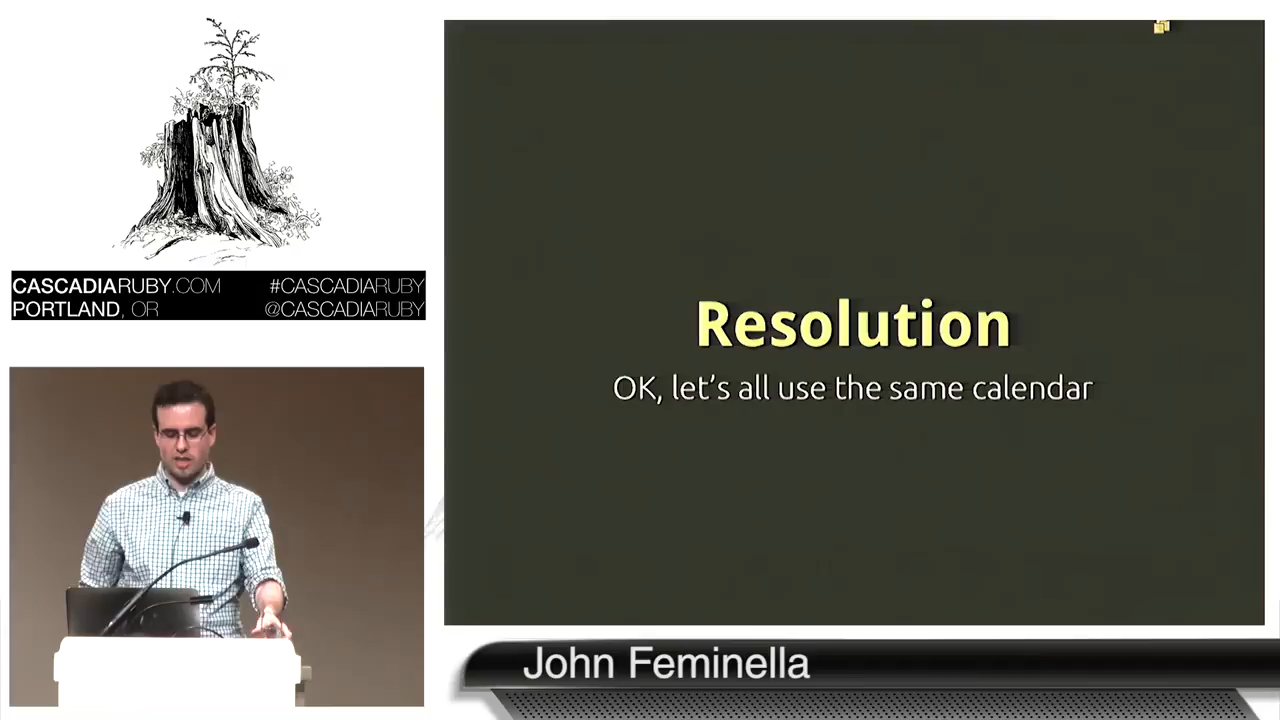 CASCADIARUBY.COM #CASCADIARUBY
PORTLAND, OR @CASCADIARUBY
Resolution
OK, let's all use the same calendar
John Feminella